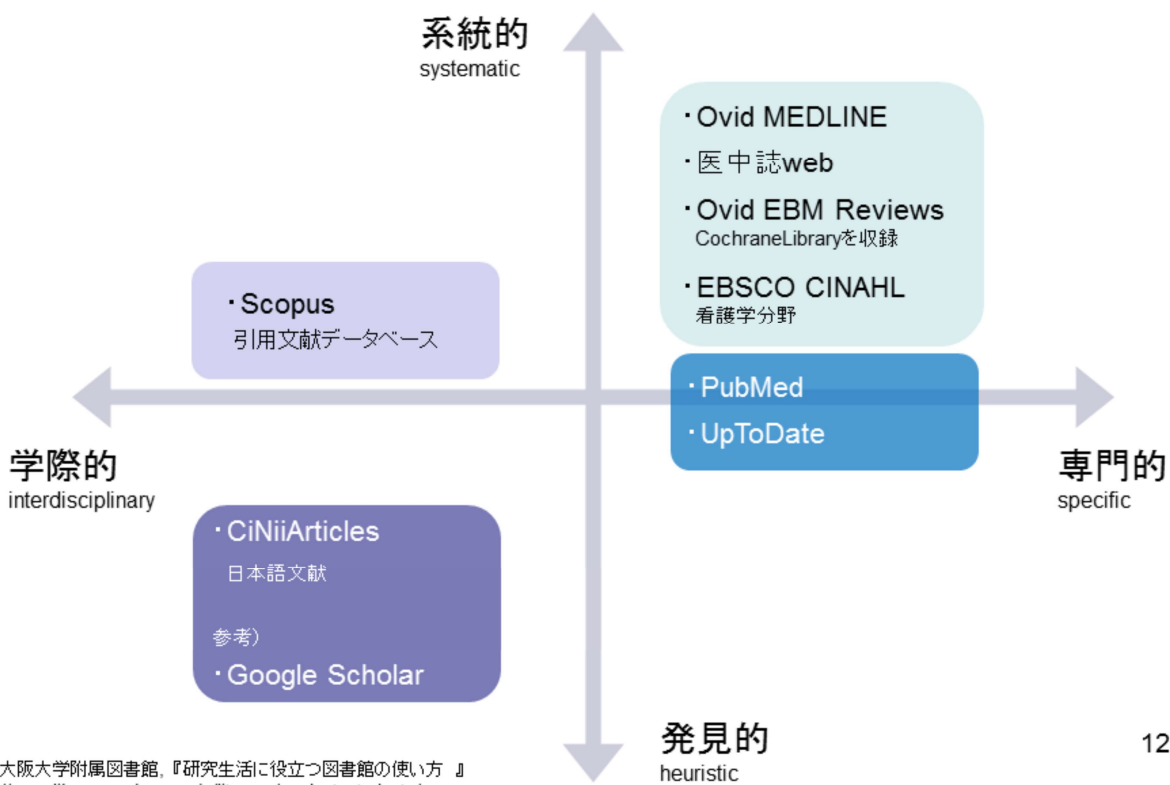 系統的
systematic
・Ovid MEDLINE
・医中誌web
・Ovid EBM Reviews
CochraneLibraryを収録
・EBSCO CINAHL
看護学分野
・Scopus
引用文献データベース
・PubMed
・UpToDate
学際的
interdisciplinary
専門的
specific
・CiNiiArticles
日本語文献
参考)
・Google Scholar
発見的
heuristic
12
大阪大学附属図書館,『研究生活に役立つ図書館の使い方 』